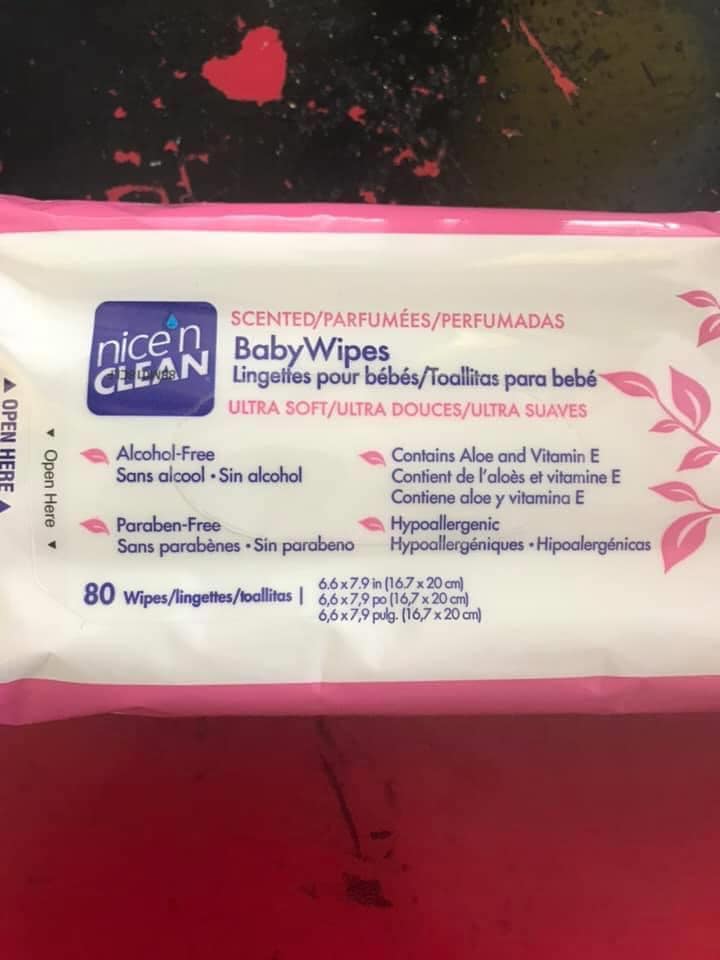 SCENTED/PARFUMÉES/PERFUMADAS
nice'n
CLEAN
BabyWipes
Lingettes pour bébés/Toallitas para bebé
ULTRA SOFT/ULTRA DOUCES/ULTRA SUAVES
▲ OPEN HERE ▲
▲ Open Here ▼
Alcohol-Free
Sans alcool • Sin alcohol
Contains Aloe and Vitamin E
Contient de l'aloès et vitamine E
Contiene aloe y vitamina E
Paraben-Free
Sans parabènes • Sin parabeno
Hypoallergenic
Hypoallergéniques • Hipoalergénicas
80 Wipes/lingettes/toallitas |
6.6 x 7.9 in (16.7 x 20 cm)
6,6 x 7,9 po (16,7 x 20 cm)
6,6 x 7,9 pulg. (16,7 x 20 cm)